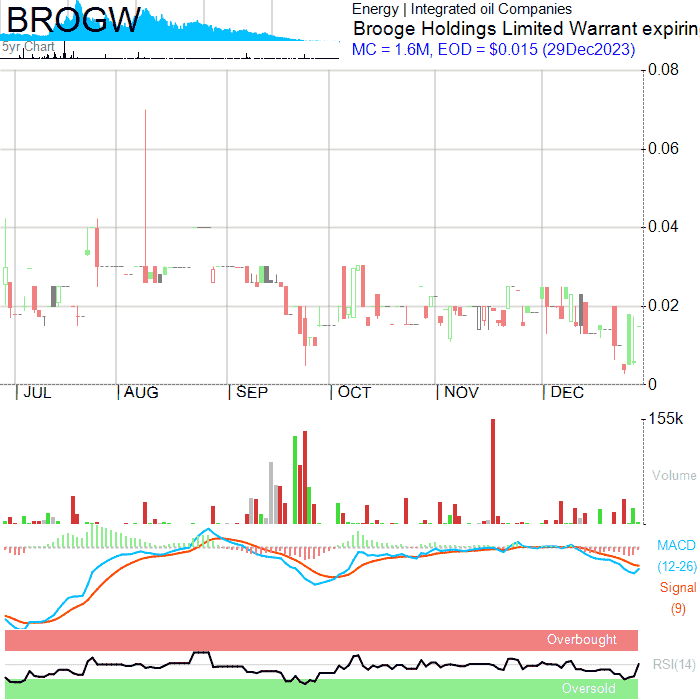 BROGW
Energy | Integrated oil Companies
Brooge Holdings Limited Warrant expirin
5yr Chart
MC = 1.6M, EOD = $0.015 (29Dec2023)
0.08
0.06
0.04
0.02
0
JUL AUG SEP OCT NOV DEC
155k
Volume
MACD
(12-26)
Signal
(9)
Overbought
RSI(14)
Oversold